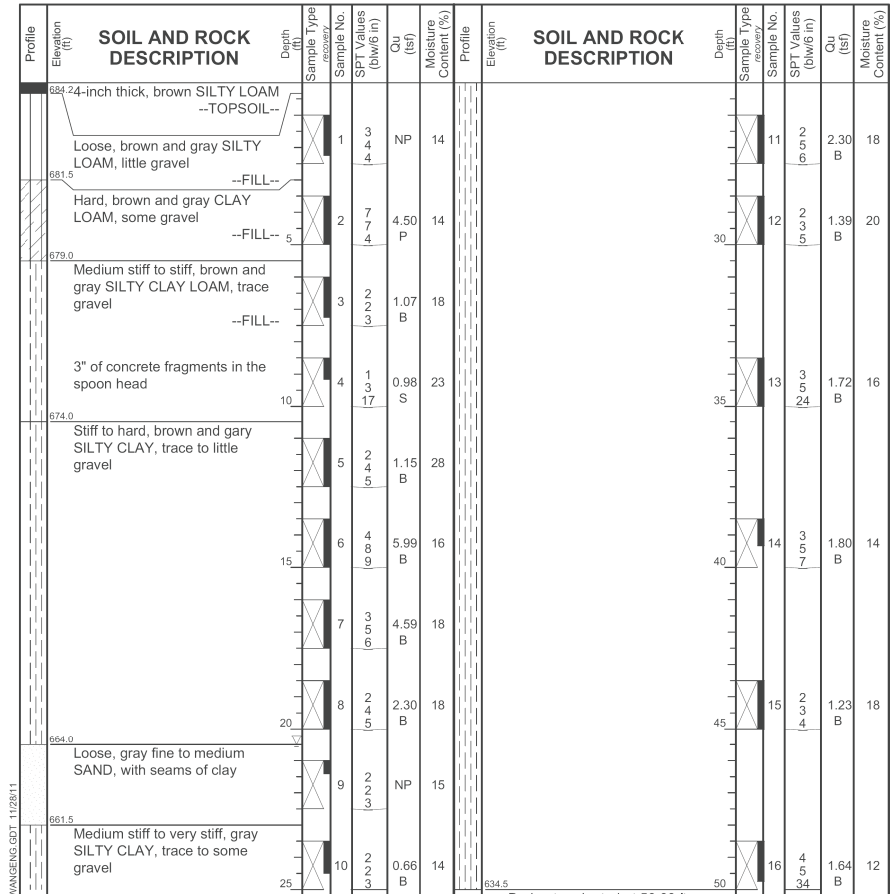 Profile
Elevation (ft)
SOIL AND ROCK
DESCRIPTION
Depth (ft)
Sample Type
recovery
Sample No.
SPT Values (blw/6 in)
Qu (tsf)
Moisture Content (%)
Profile
Elevation (ft)
SOIL AND ROCK
DESCRIPTION
Depth (ft)
Sample Type
recovery
Sample No.
SPT Values (blw/6 in)
Qu (tsf)
Moisture Content (%)
684.2
4-inch thick, brown SILTY LOAM
--TOPSOIL--
Loose, brown and gray SILTY
LOAM, little gravel
--FILL--
1
3
4
4
NP
14
681.5
Hard, brown and gray CLAY
LOAM, some gravel
--FILL--
5
2
7
7
4
4.50
P
14
679.0
Medium stiff to stiff, brown and
gray SILTY CLAY LOAM, trace
gravel
--FILL--
3
2
2
3
1.07
B
18
3" of concrete fragments in the
spoon head
10
4
1
3
17
0.98
S
23
674.0
Stiff to hard, brown and gary
SILTY CLAY, trace to little
gravel
5
2
4
5
1.15
B
28
15
6
4
8
9
5.99
B
16
7
3
5
6
4.59
B
18
20
8
2
4
5
2.30
B
18
664.0
Loose, gray fine to medium
SAND, with seams of clay
9
2
2
3
NP
15
661.5
Medium stiff to very stiff, gray
SILTY CLAY, trace to some
gravel
25
10
2
2
3
0.66
B
14
11
2
5
6
2.30
B
18
30
12
2
3
5
1.39
B
20
35
13
3
5
24
1.72
B
16
40
14
3
5
7
1.80
B
14
45
15
2
3
4
1.23
B
18
634.5
50
16
4
5
34
1.64
B
12
VANGENG.GDT 11/28/11